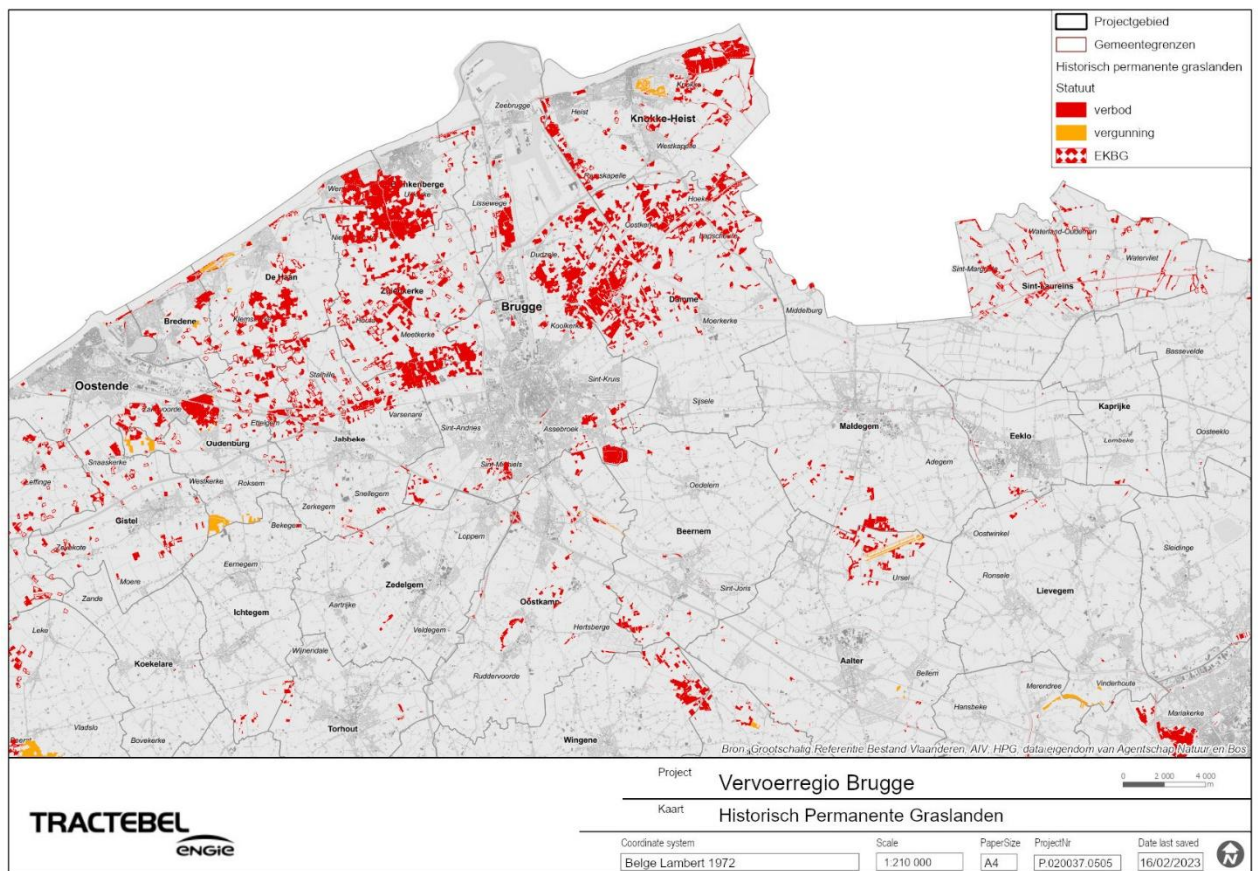 Projectgebied
Gemeentegrenzen
Historisch permanente graslanden
Statuut
verbod
vergunning
EKBG
Zeebrugge
Knokke
Heist
Knokke-Heist
Westkapelle
Lissewege
Hoeke
Dudzele
De Haan
Zuienkerke
Brugge
Damme
Bredene
Houtave
Meetkerke
Koolkerke
Moerkerke
Middelburg
Waterland-Oudeman
Watervliet
Sint-Laureins
Bassevelde
Oostende
Stalhille
Sint-Kruis
Zandvoorde
Varsenare
Sijsele
Kaprijke
Ettelgem
Sint-Andries
Assebroek
Maldegem
Eeklo
Lembeke
Oosteeklo
Oudenburg
Jabbeke
Snaaskerke
Sint-Michiels
Adegem
Leffinge
Westkerke
Roksem
Snellegem
Oedelem
Zerkegem
Gistel
Bekegem
Loppem
Beernem
Oostwinkel
Zevekote
Sleidinge
Eernegem
Moere
Zedelgem
Ursel
Ronsele
Zande
Sint-Joris
Lievegem
Ichtegem
Aartrijke
Oostkamp
Leke
Veldegem
Hertsberge
Koekelare
Wijnendale
Aalter
Bellem
Ruddervoorde
Merendree
Vinderhoute
Hansbeke
Mariakerke
Vladslo
Torhout
Bovekerke
Wingene
Bron: Grootschalig Referentie Bestand Vlaanderen, AIV, HPG, data eigendom van Agentschap Natuur en Bos
Project
Vervoerregio Brugge
0 2 000 4 000
m
Kaart
Historisch Permanente Graslanden
TRACTEBEL
ENGIE
Coordinate system
Scale
PaperSize
ProjectNr
Date last saved
Belge Lambert 1972
1:210 000
A4
P.020037.0505
16/02/2023
N